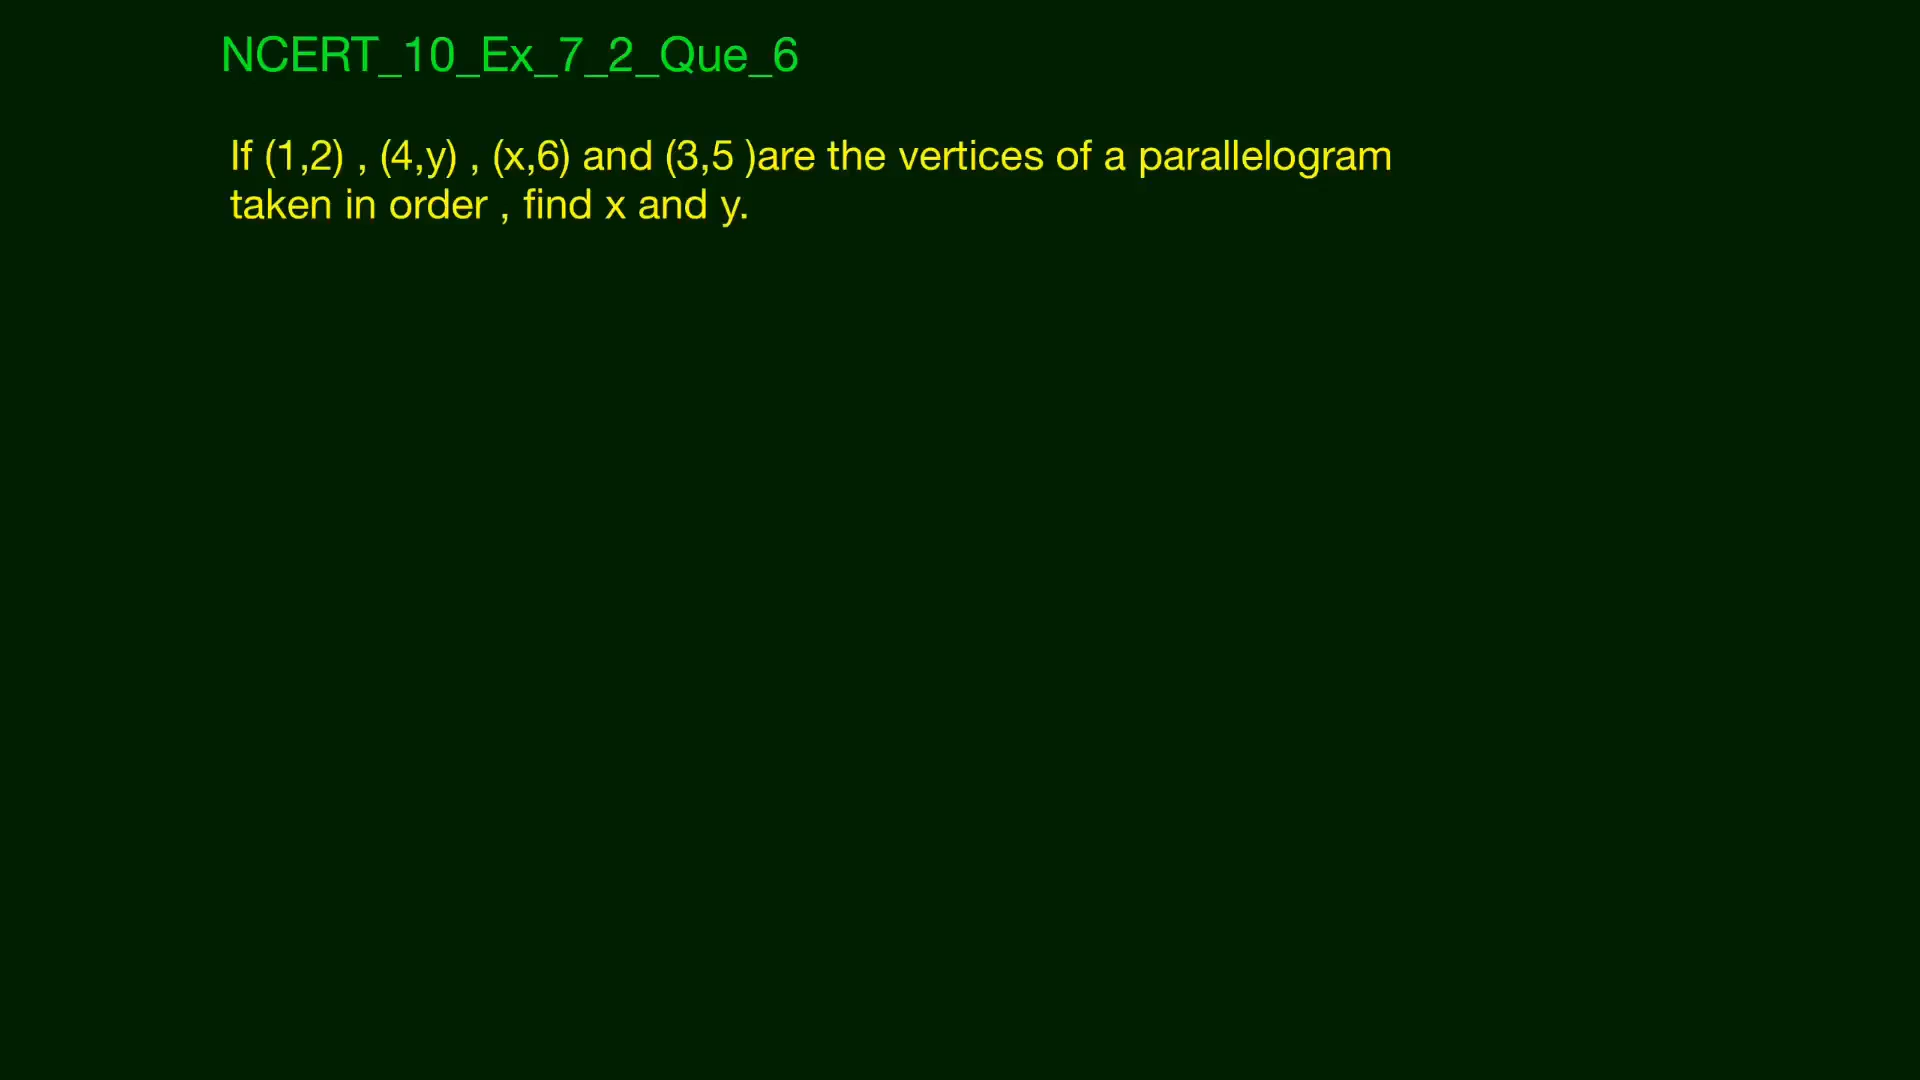 NCERT_10_Ex_7_2_Que_6
If (1,2) , (4,y) , (x,6) and (3,5 )are the vertices of a parallelogram
taken in order , find x and y.